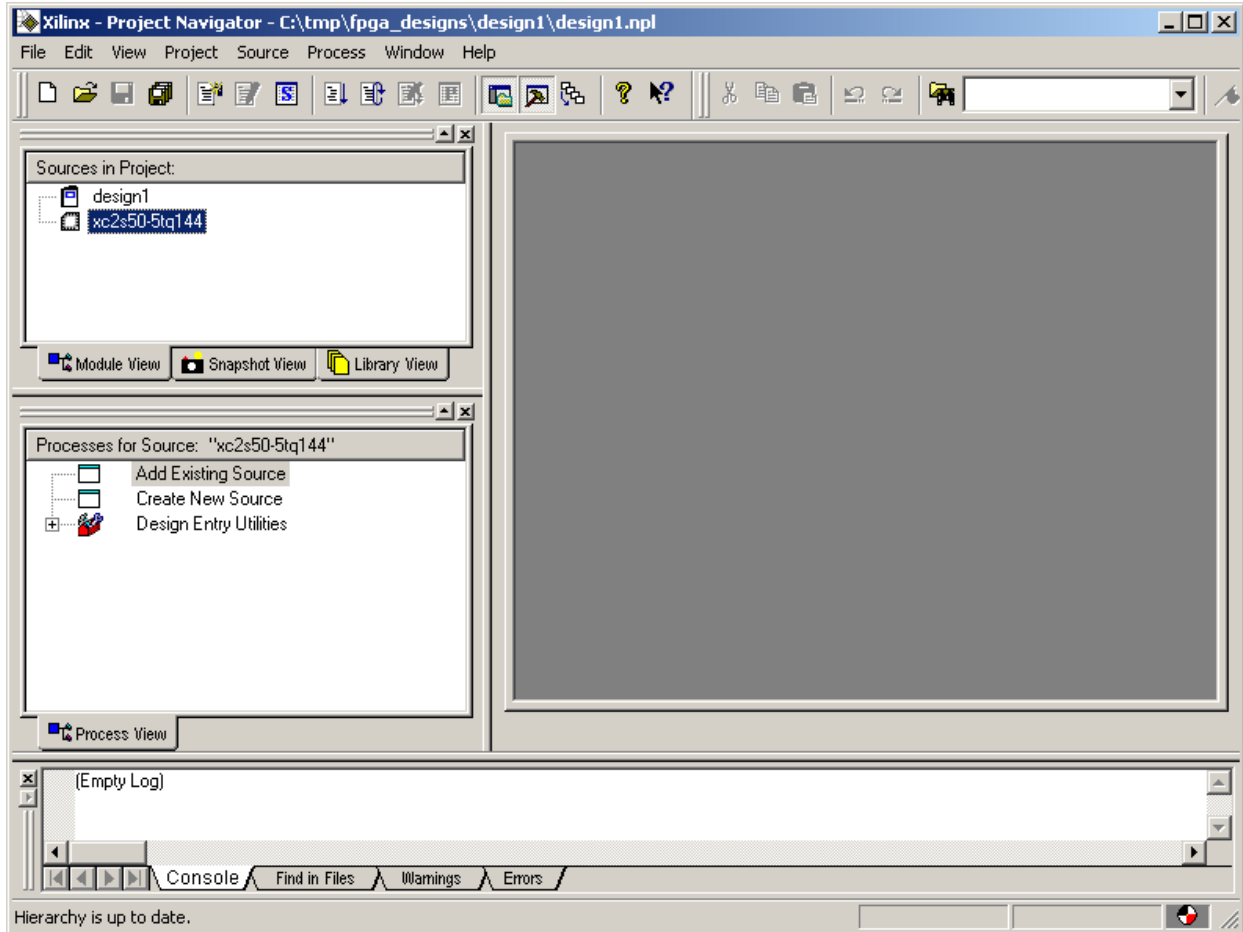 Xilinx - Project Navigator - C:\tmp\fpga_designs\design1\design1.npl
File Edit View Project Source Process Window Help
Sources in Project:
design1
xc2s50-5tq144
Module View Snapshot View Library View
Processes for Source: "xc2s50-5tq144"
Add Existing Source
Create New Source
Design Entry Utilities
Process View
(Empty Log)
Console Find in Files Warnings Errors
Hierarchy is up to date.